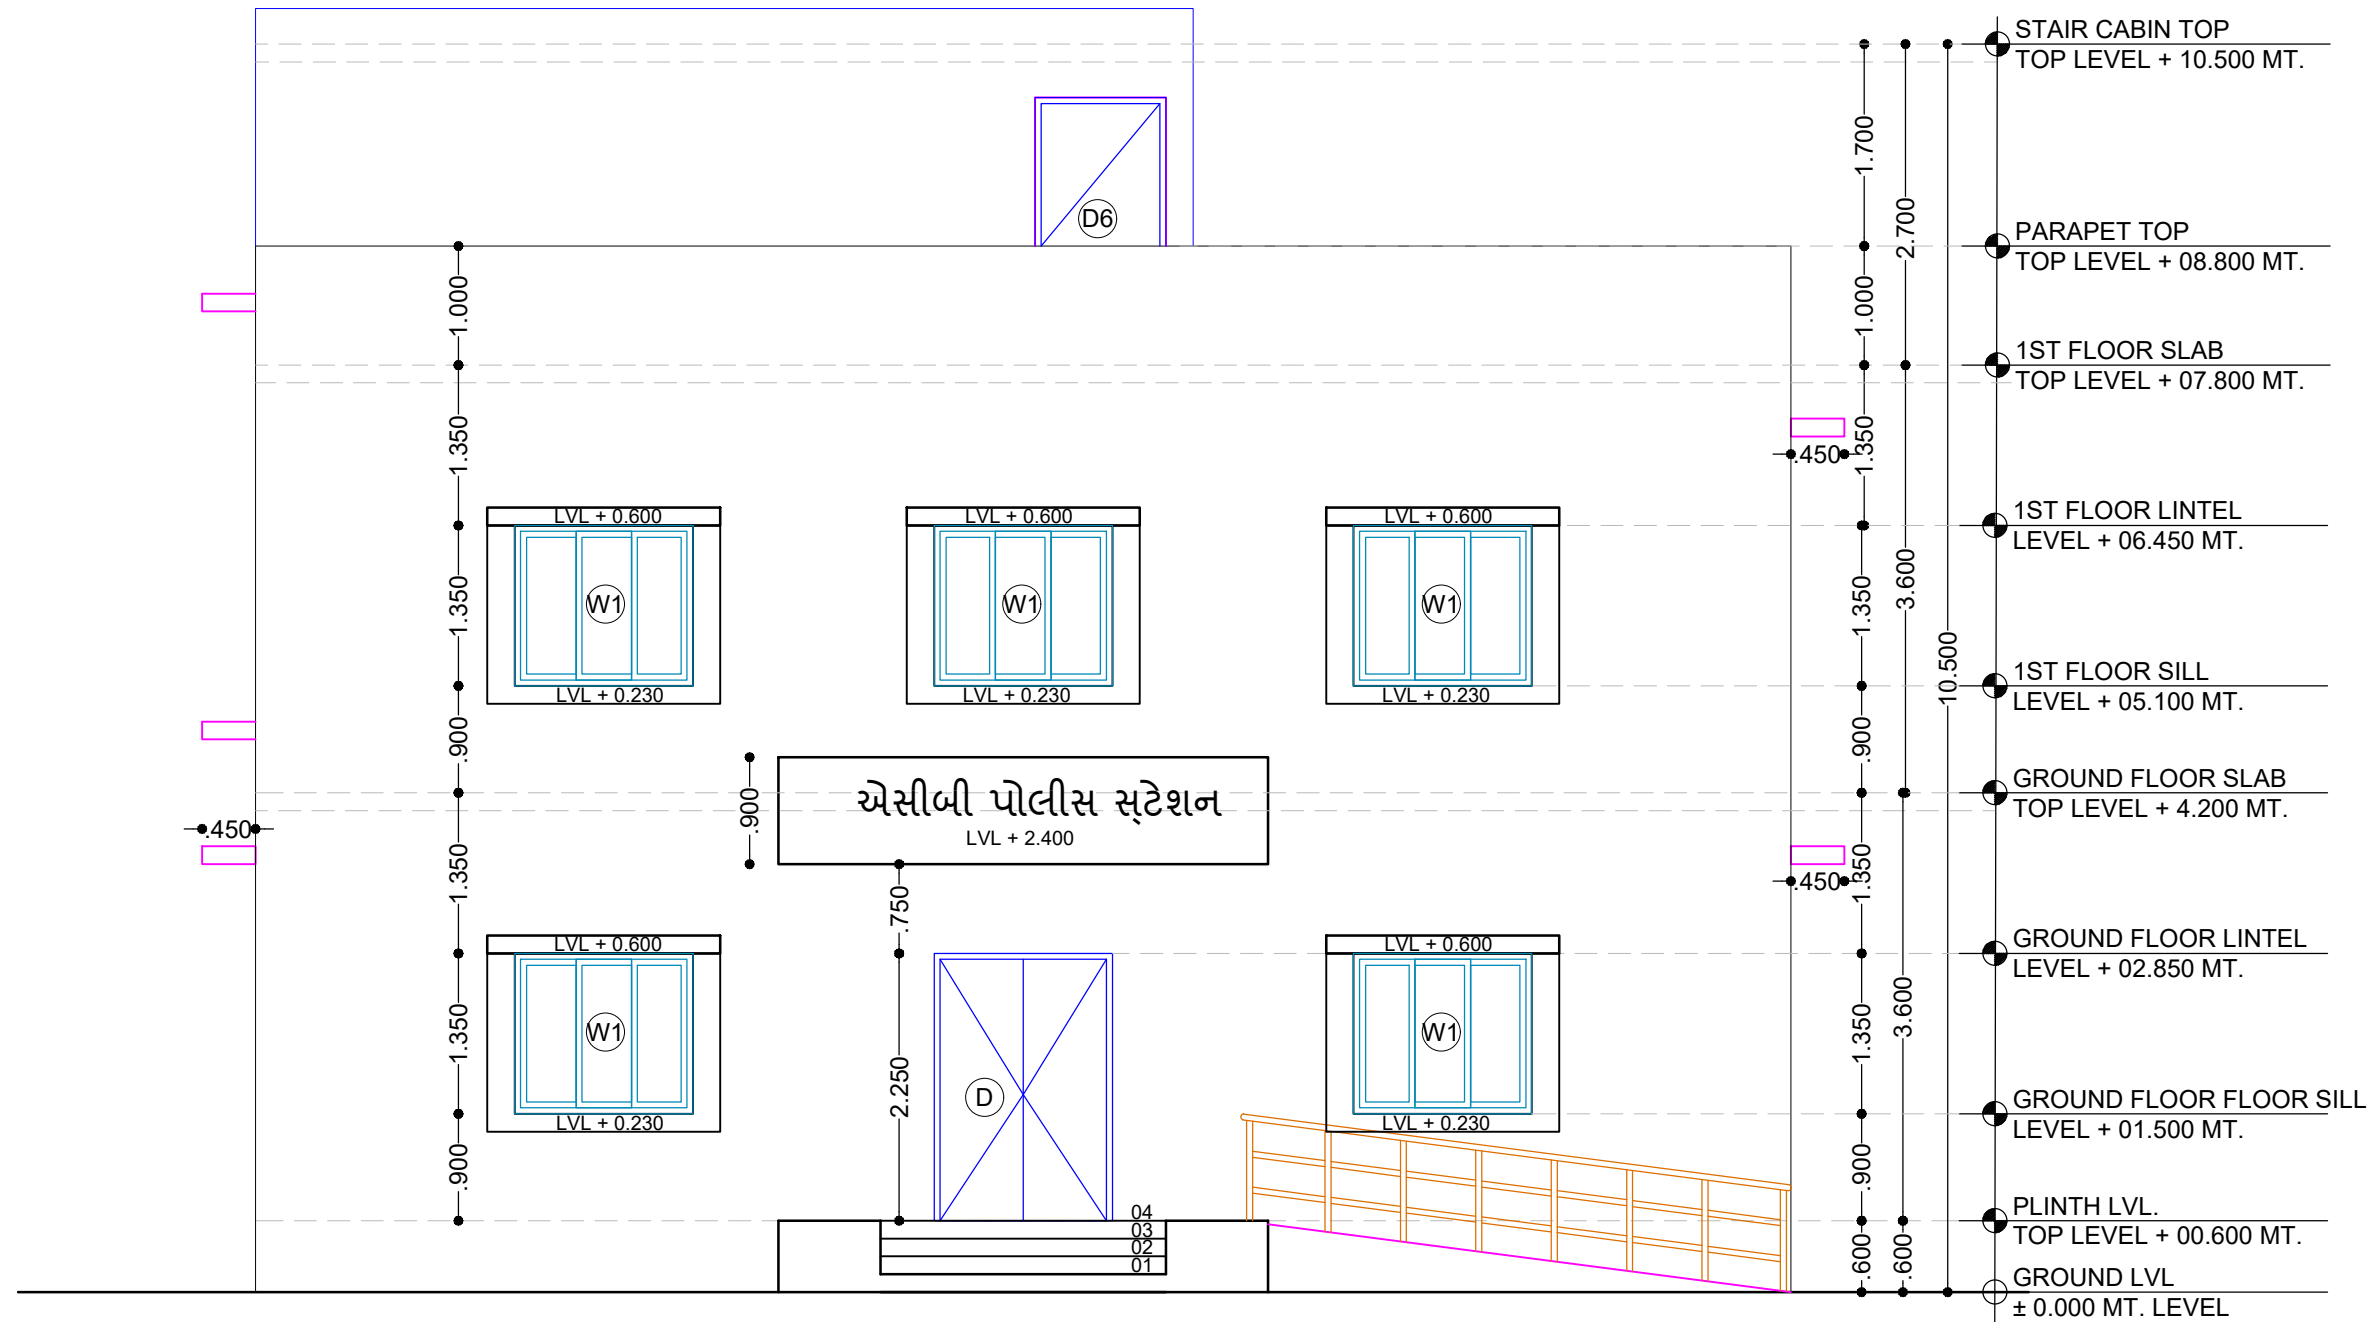 STAIR CABIN TOP
TOP LEVEL + 10.500 MT.
1.700
2.700
D6
PARAPET TOP
TOP LEVEL + 08.800 MT.
1.000
1.000
1ST FLOOR SLAB
TOP LEVEL + 07.800 MT.
1.350
1.350
.450
LVL + 0.600
LVL + 0.600
LVL + 0.600
1ST FLOOR LINTEL
LEVEL + 06.450 MT.
1.350
W1
W1
W1
1.350
3.600
10.500
LVL + 0.230
LVL + 0.230
LVL + 0.230
1ST FLOOR SILL
LEVEL + 05.100 MT.
.900
.900
એસીબી પોલીસ સ્ટેશન
LVL + 2.400
.900
GROUND FLOOR SLAB
TOP LEVEL + 4.200 MT.
.450
1.350
.750
1.350
.450
LVL + 0.600
LVL + 0.600
GROUND FLOOR LINTEL
LEVEL + 02.850 MT.
1.350
W1
W1
1.350
3.600
2.250
D
LVL + 0.230
LVL + 0.230
GROUND FLOOR FLOOR SILL
LEVEL + 01.500 MT.
.900
.900
04
03
02
01
PLINTH LVL.
TOP LEVEL + 00.600 MT.
.600
.600
GROUND LVL
± 0.000 MT. LEVEL